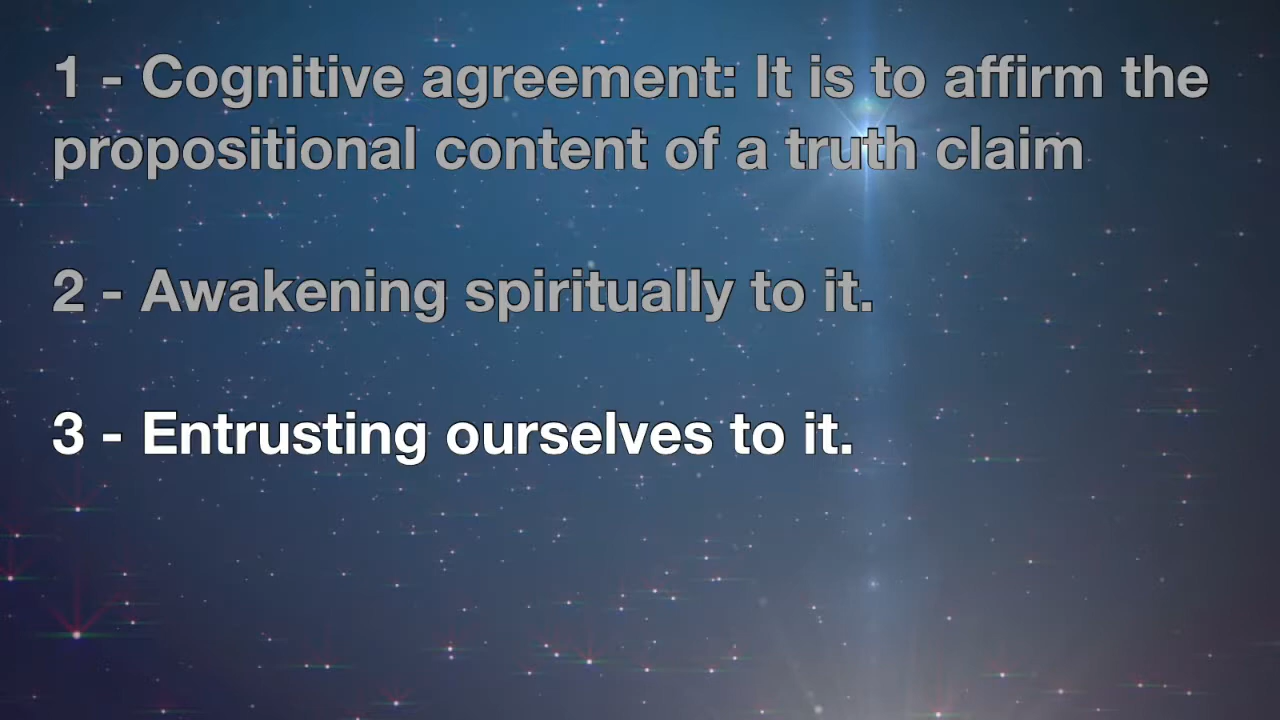 1 - Cognitive agreement: It is to affirm the
propositional content of a truth claim
2 - Awakening spiritually to it.
3 - Entrusting ourselves to it.